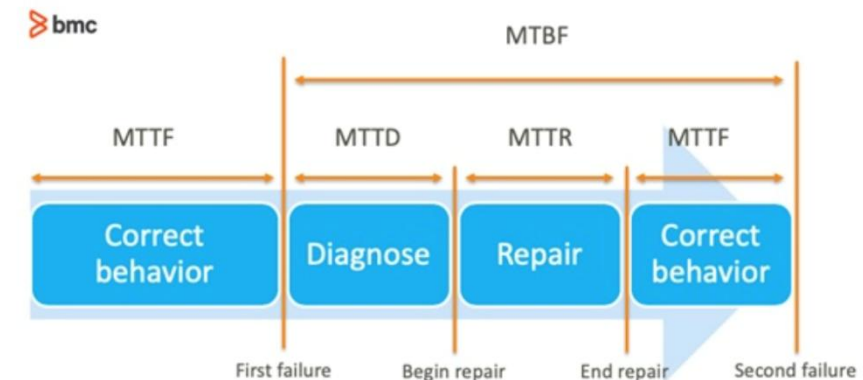 bmc
MTBF
MTTF
MTTD
MTTR
MTTF
Correct
behavior
Diagnose
Repair
Correct
behavior
First failure
Begin repair
End repair
Second failure